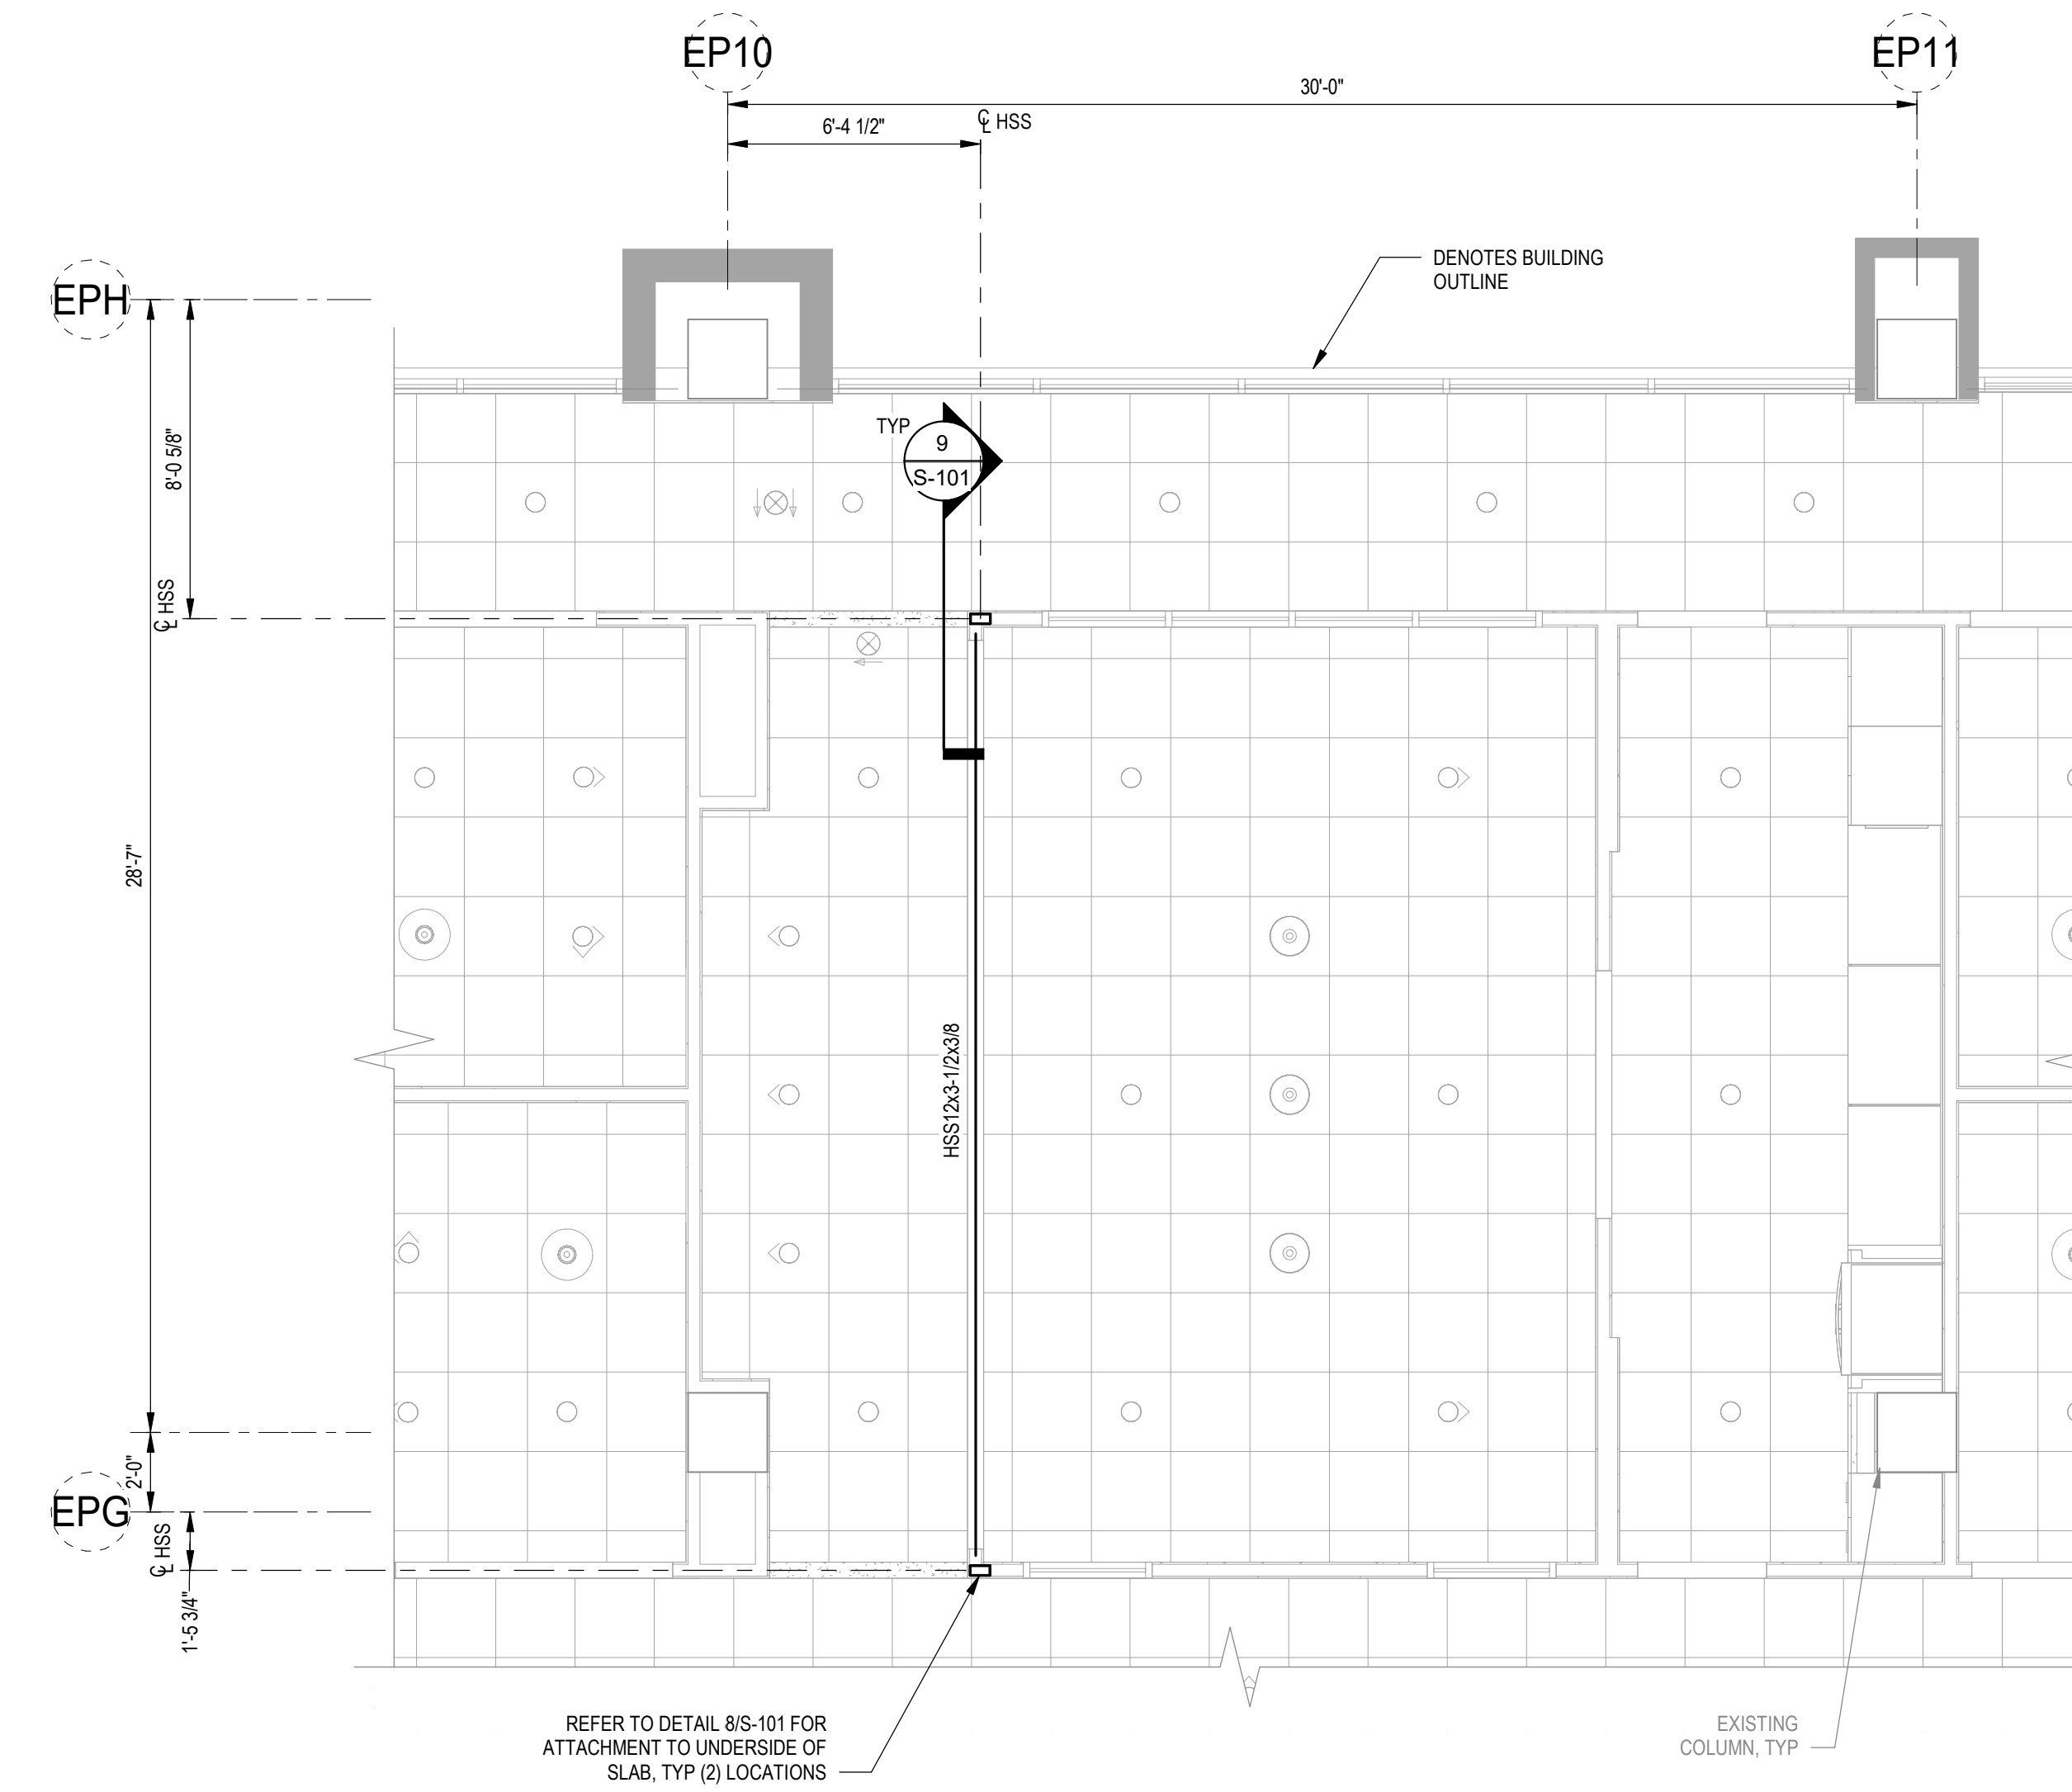 EP10
EP11
30'-0"
6'-4 1/2"
℄ HSS
DENOTES BUILDING
OUTLINE
EPH
TYP
9
S-101
8'-0 5/8"
℄ HSS
28'-7"
HSS12x3-1/2x3/8
2'-0"
EPG
℄ HSS
1'-5 3/4"
REFER TO DETAIL 8/S-101 FOR
ATTACHMENT TO UNDERSIDE OF
SLAB, TYP (2) LOCATIONS
EXISTING
COLUMN, TYP